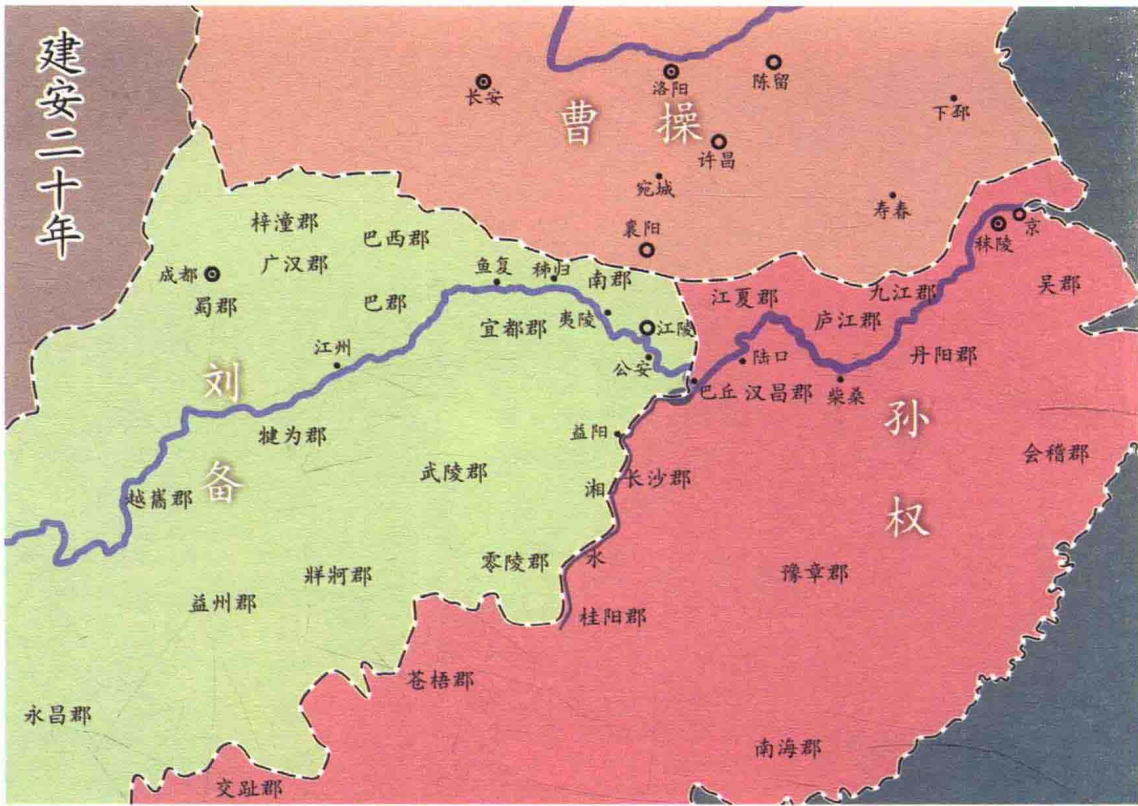 建安二十年
长安
洛阳
陈留
下邳
曹操
许昌
宛城
寿春
襄阳
秣陵
京
梓潼郡
巴西郡
成都
广汉郡
蜀郡
巴郡
鱼复
秭归
南郡
宜都郡
夷陵
江陵
公安
江州
江夏郡
九江郡
庐江郡
吴郡
丹阳郡
陆口
巴丘
汉昌郡
柴桑
刘备
孙权
犍为郡
越嶲郡
武陵郡
益阳
长沙郡
湘水
会稽郡
牂牁郡
益州郡
零陵郡
桂阳郡
豫章郡
苍梧郡
永昌郡
南海郡
交趾郡